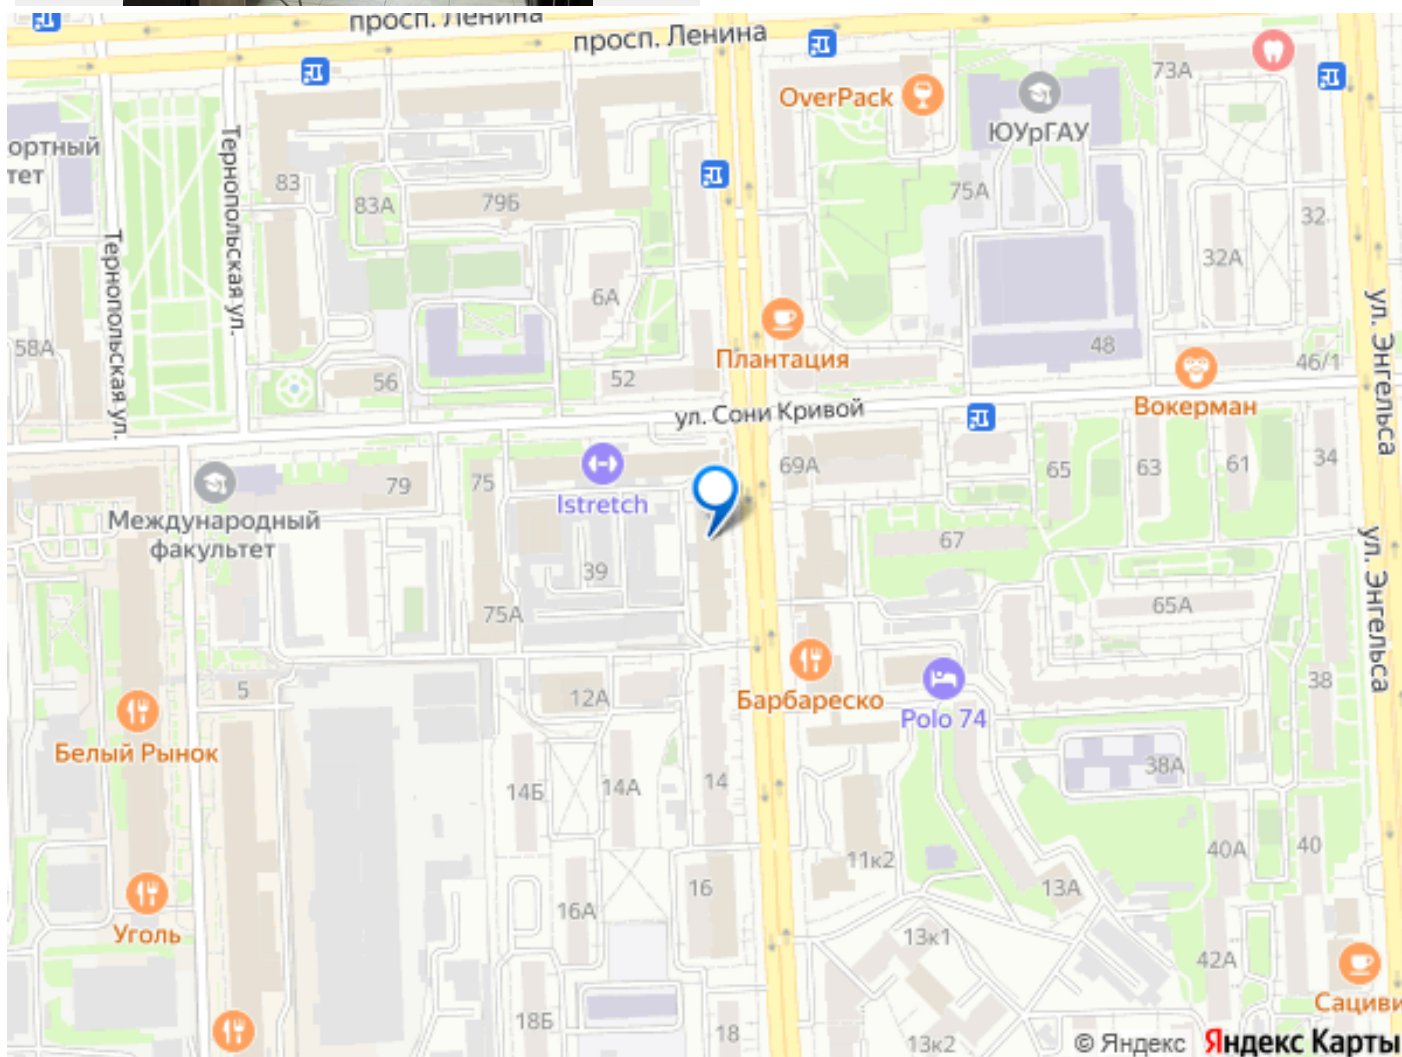 просп. Ленина
просп. Ленина
73А
OverPack
ЮУрГАУ
ортный
тет
Тернопольская ул.
83
83А
79Б
75А
32
Тернопольская ул.
32А
6А
ул. Энгельса
Плантация
48
58А
46/1
56
52
Вокерман
ул. Сони Кривой
69А
65
63
61
34
79
75
Istretch
Международный
факультет
67
ул. Энгельса
39
75А
65А
5
12А
Барбареско
Polo 74
38
Белый Рынок
38А
14Б
14А
14
11к2
40А
40
16
13А
16А
Уголь
13к1
42А
Сациви
18Б
18
13к2
© Яндекс Яндекс Карты